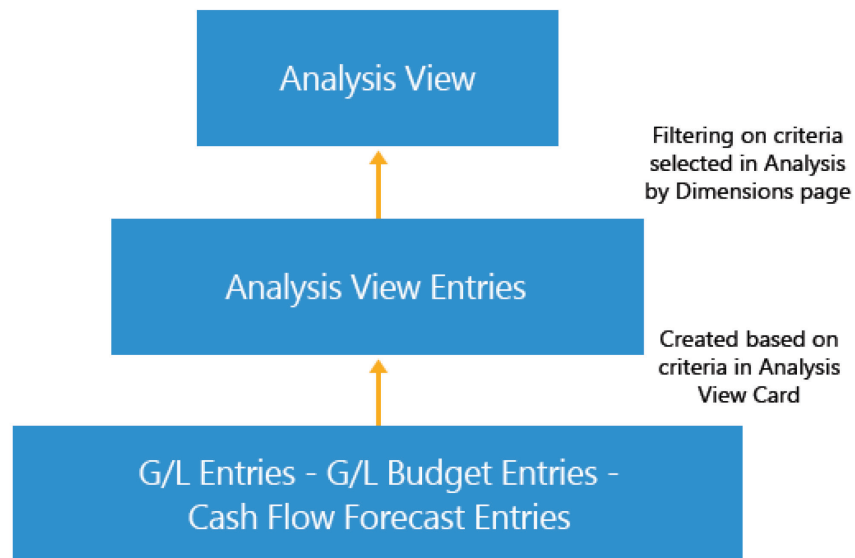 Analysis View
Filtering on criteria
selected in Analysis
by Dimensions page
Analysis View Entries
Created based on
criteria in Analysis
View Card
G/L Entries - G/L Budget Entries -
Cash Flow Forecast Entries